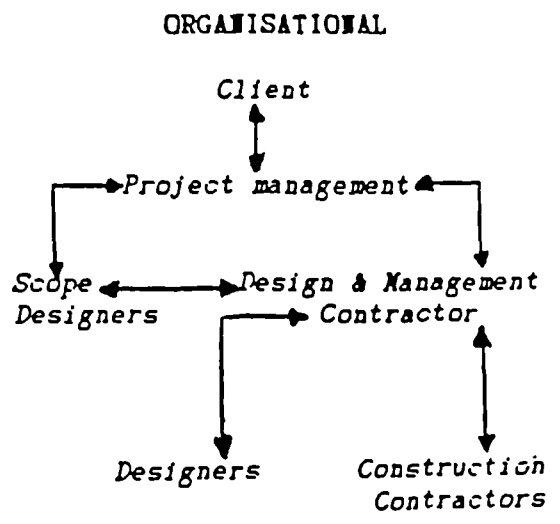 ORGANISATIONAL
Client
Project management
Scope Design & Management
Designers Contractor
Designers Construction
Contractors